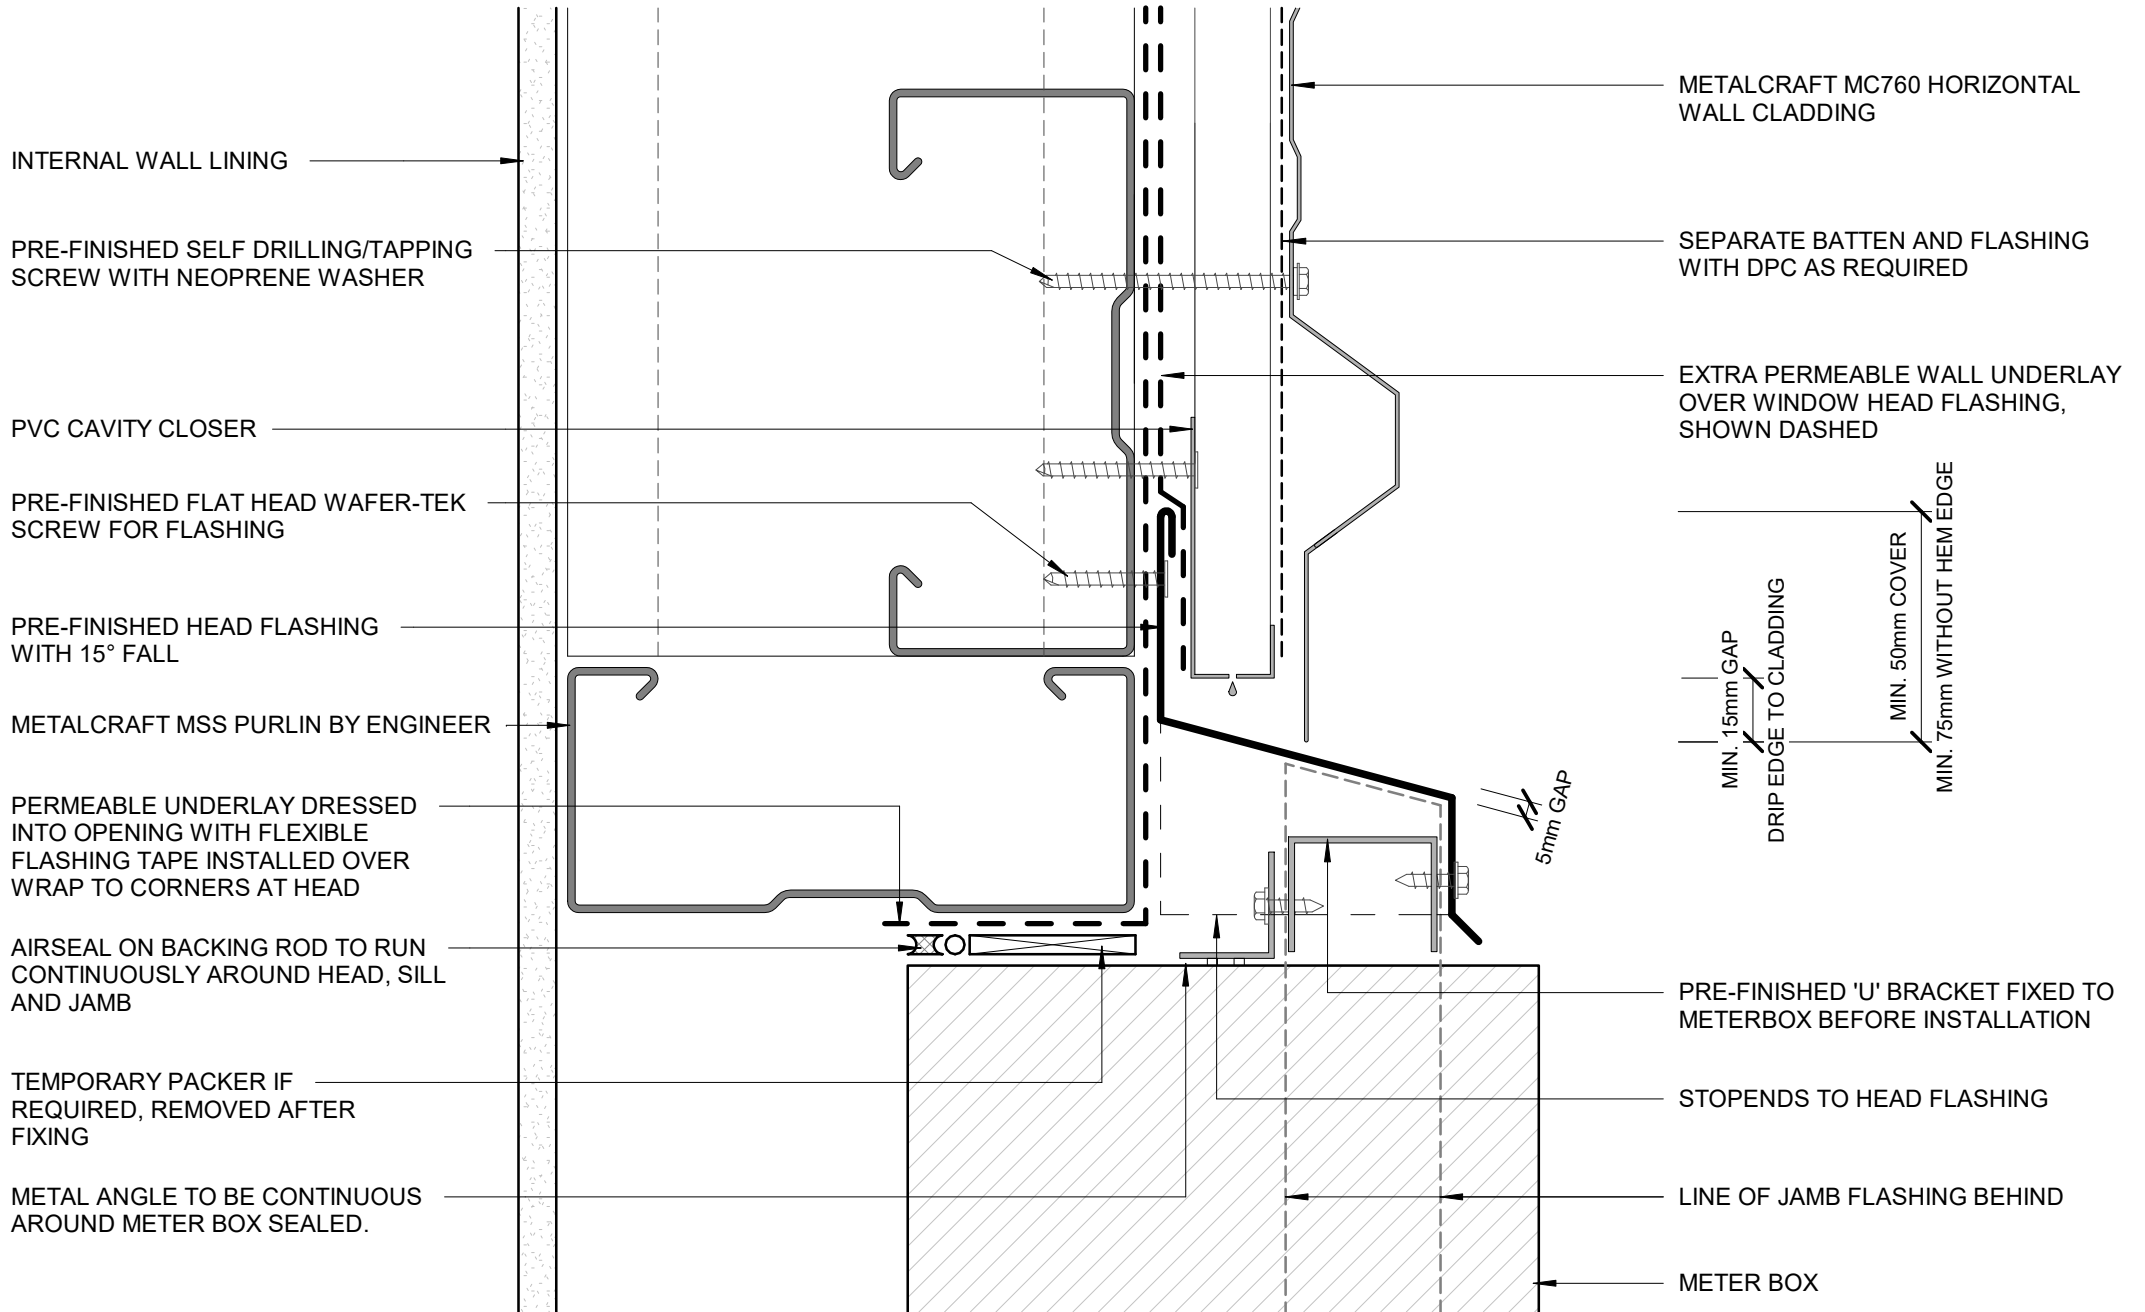 INTERNAL WALL LINING
PRE-FINISHED SELF DRILLING/TAPPING
SCREW WITH NEOPRENE WASHER
PVC CAVITY CLOSER
PRE-FINISHED FLAT HEAD WAFER-TEK
SCREW FOR FLASHING
PRE-FINISHED HEAD FLASHING
WITH 15° FALL
METALCRAFT MSS PURLIN BY ENGINEER
PERMEABLE UNDERLAY DRESSED
INTO OPENING WITH FLEXIBLE
FLASHING TAPE INSTALLED OVER
WRAP TO CORNERS AT HEAD
AIRSEAL ON BACKING ROD TO RUN
CONTINUOUSLY AROUND HEAD, SILL
AND JAMB
TEMPORARY PACKER IF
REQUIRED, REMOVED AFTER
FIXING
METAL ANGLE TO BE CONTINUOUS
AROUND METER BOX SEALED.
METALCRAFT MC760 HORIZONTAL
WALL CLADDING
SEPARATE BATTEN AND FLASHING
WITH DPC AS REQUIRED
EXTRA PERMEABLE WALL UNDERLAY
OVER WINDOW HEAD FLASHING,
SHOWN DASHED
5mm GAP
MIN. 15mm GAP
DRIP EDGE TO CLADDING
MIN. 50mm COVER
MIN. 75mm WITHOUT HEM EDGE
PRE-FINISHED 'U' BRACKET FIXED TO
METERBOX BEFORE INSTALLATION
STOPENDS TO HEAD FLASHING
LINE OF JAMB FLASHING BEHIND
METER BOX